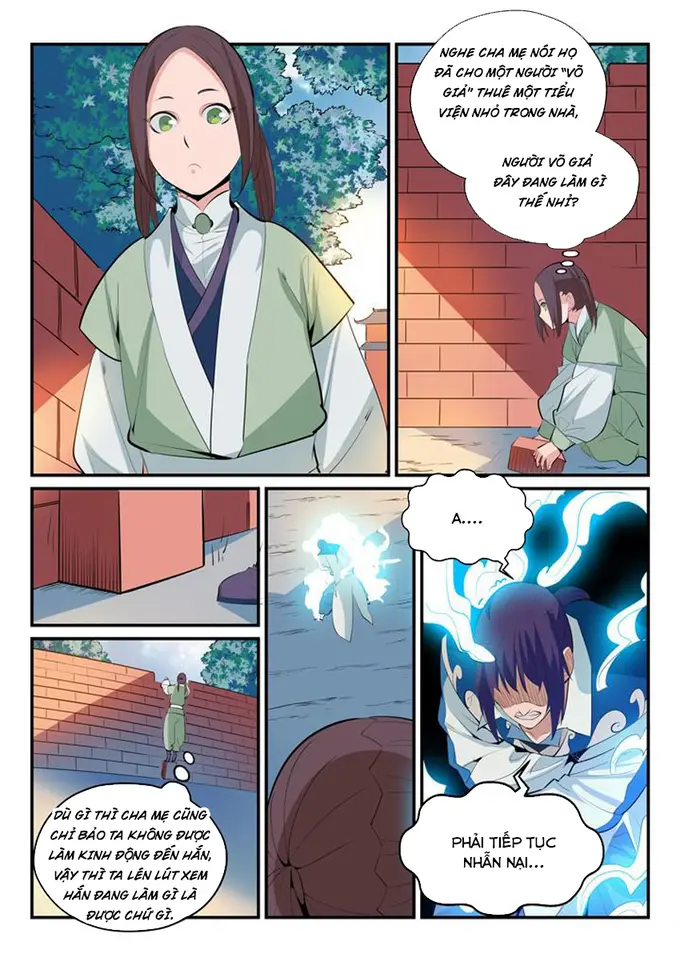 NGHE CHA MẸ NÓI HỌ
ĐÃ CHO MỘT NGƯỜI "VÕ
GIẢ" THUÊ MỘT TIỂU
VIỆN NHỎ TRONG NHÀ,
NGƯỜI VÕ GIẢ
ĐÂY ĐANG LÀM GÌ
THẾ NHỈ?
DÙ GÌ THÌ CHA MẸ CŨNG
CHỈ BẢO TA KHÔNG ĐƯỢC
LÀM KINH ĐỘNG ĐẾN HẮN,
VẬY THÌ TA LÉN LÚT XEM
HẮN ĐANG LÀM GÌ LÀ
ĐƯỢC CHỨ GÌ.
A....
PHẢI TIẾP TỤC
NHẪN NẠI...